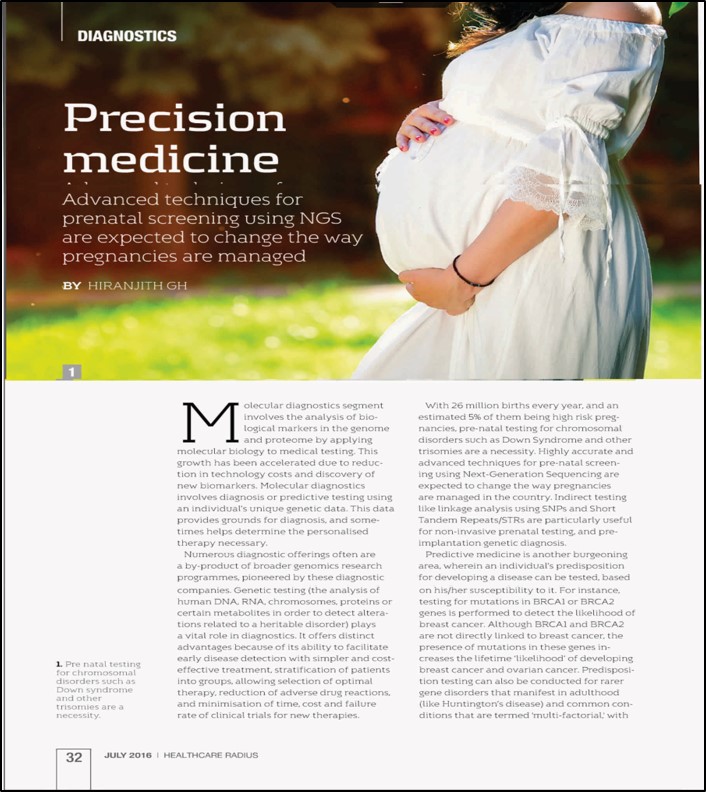 DIAGNOSTICS
Precision
medicine
Advanced techniques for
prenatal screening using NGS
are expected to change the way
pregnancies are managed
BY HIRANJITH GH
1
Molecular diagnostics segment
involves the analysis of bio-
logical markers in the genome
and proteome by applying
molecular biology to medical testing. This
growth has been accelerated due to reduc-
tion in technology costs and discovery of
new biomarkers. Molecular diagnostics
involves diagnosis or predictive testing using
an individual's unique genetic data. This data
provides grounds for diagnosis, and some-
times helps determine the personalised
therapy necessary.
Numerous diagnostic offerings often are
a by-product of broader genomics research
programmes, pioneered by these diagnostic
companies. Genetic testing (the analysis of
human DNA, RNA, chromosomes, proteins or
certain metabolites in order to detect altera-
tions related to a heritable disorder) plays
a vital role in diagnostics. It offers distinct
advantages because of its ability to facilitate
early disease detection with simpler and cost-
effective treatment, stratification of patients
into groups, allowing selection of optimal
therapy, reduction of adverse drug reactions,
and minimisation of time, cost and failure
rate of clinical trials for new therapies.
With 26 million births every year, and an
estimated 5% of them being high risk preg-
nancies, pre-natal testing for chromosomal
disorders such as Down Syndrome and other
trisomies are a necessity. Highly accurate and
advanced techniques for pre-natal screen-
ing using Next-Generation Sequencing are
expected to change the way pregnancies
are managed in the country. Indirect testing
like linkage analysis using SNPs and Short
Tandem Repeats/STRs are particularly useful
for non-invasive prenatal testing, and pre-
implantation genetic diagnosis.
Predictive medicine is another burgeoning
area, wherein an individual's predisposition
for developing a disease can be tested, based
on his/her susceptibility to it. For instance,
testing for mutations in BRCA1 or BRCA2
genes is performed to detect the likelihood of
breast cancer. Although BRCA1 and BRCA2
are not directly linked to breast cancer, the
presence of mutations in these genes in-
creases the lifetime 'likelihood' of developing
breast cancer and ovarian cancer. Predisposi-
tion testing can also be conducted for rarer
gene disorders that manifest in adulthood
(like Huntington's disease) and common con-
ditions that are termed 'multi-factorial,' with
1. Pre natal testing
for chromosomal
disorders such as
Down syndrome
and other
trisomies are a
necessity.
32 JULY 2016 | HEALTHCARE RADIUS